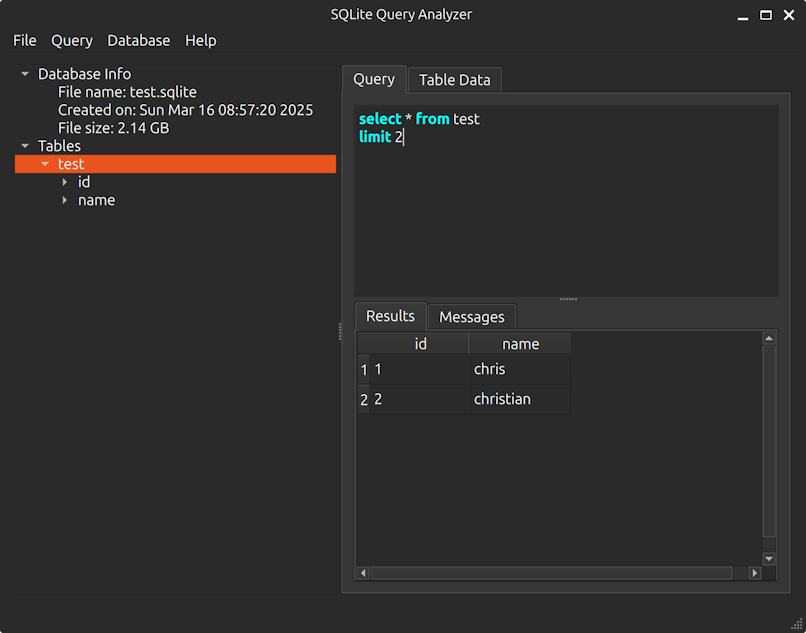 SQLite Query Analyzer
File Query Database Help
Database Info
File name: test.sqlite
Created on: Sun Mar 16 08:57:20 2025
File size: 2.14 GB
Tables
test
id
name
Query Table Data
select * from test
limit 2
Results Messages
id name
1 1 chris
2 2 christian